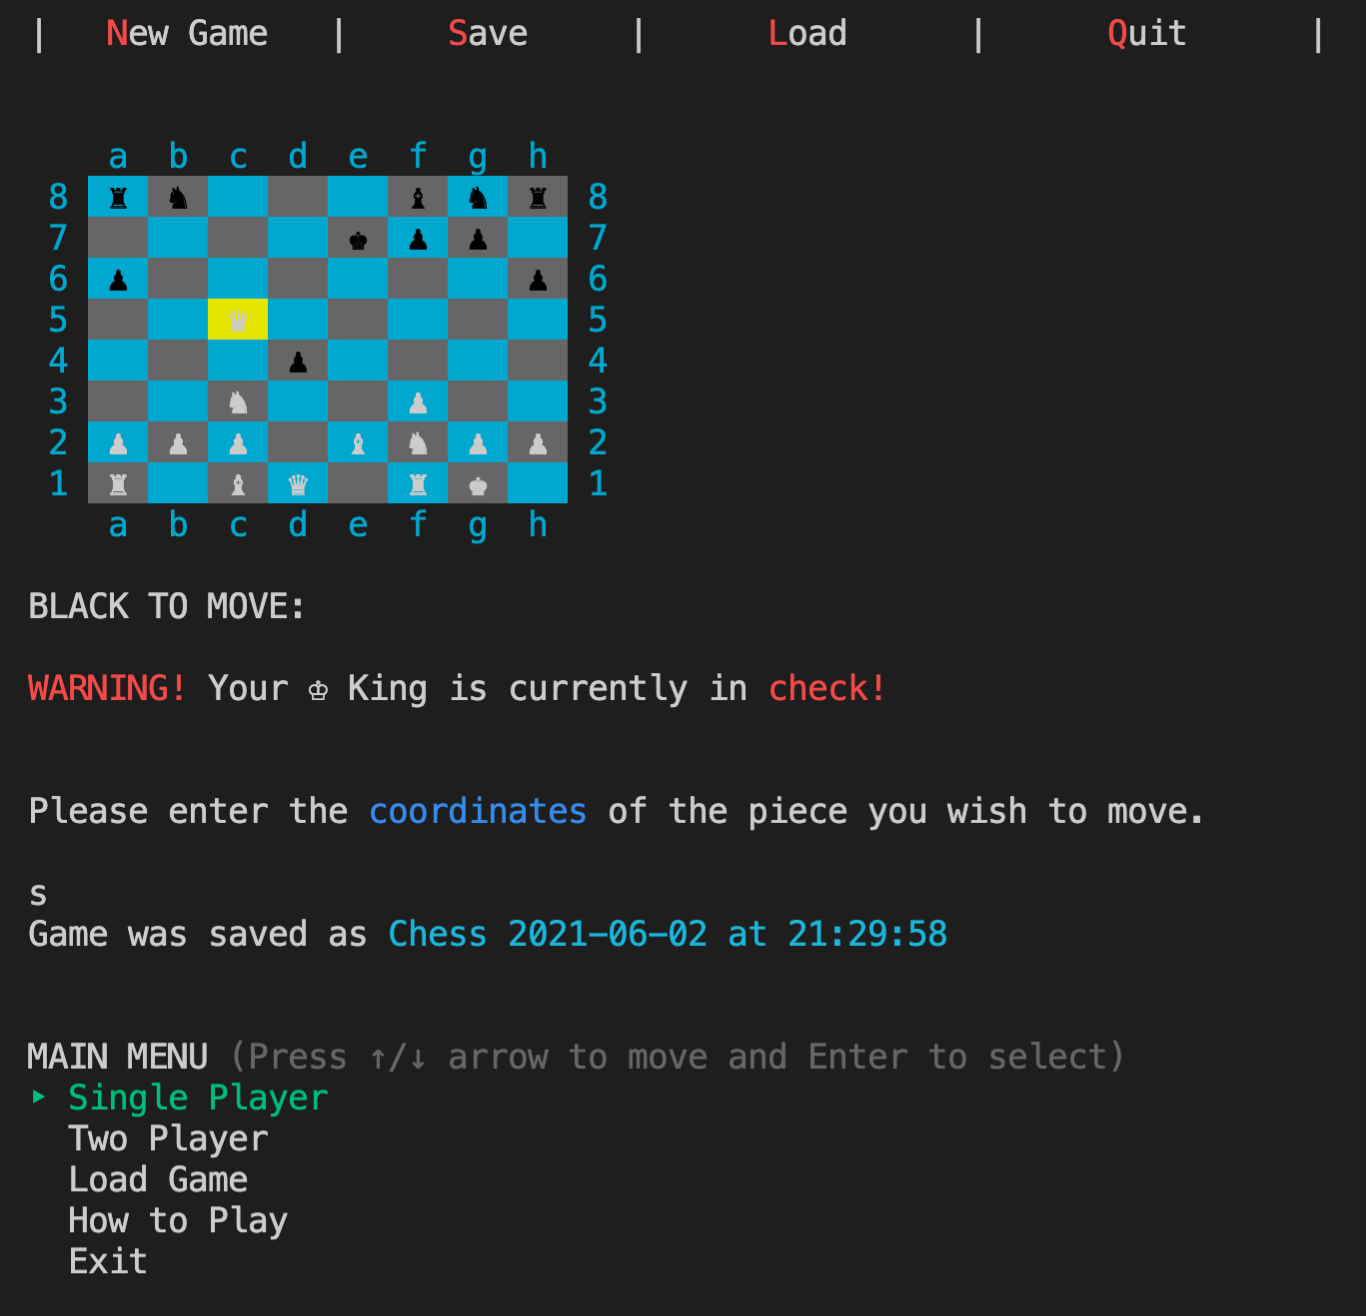 | New Game | Save | Load | Quit |
a b c d e f g h
8 ♜ ♞ ♝ ♞ ♜ 8
7 ♚ ♟ ♟ 7
6 ♟ ♟ 6
5 ♛ 5
4 ♟ 4
3 ♞ ♟ 3
2 ♟ ♟ ♟ ♝ ♞ ♟ ♟ 2
1 ♜ ♝ ♛ ♜ ♚ 1
a b c d e f g h
BLACK TO MOVE:
WARNING! Your ♔ King is currently in check!
Please enter the coordinates of the piece you wish to move.
s
Game was saved as Chess 2021-06-02 at 21:29:58
MAIN MENU (Press ↑/↓ arrow to move and Enter to select)
‣ Single Player
Two Player
Load Game
How to Play
Exit